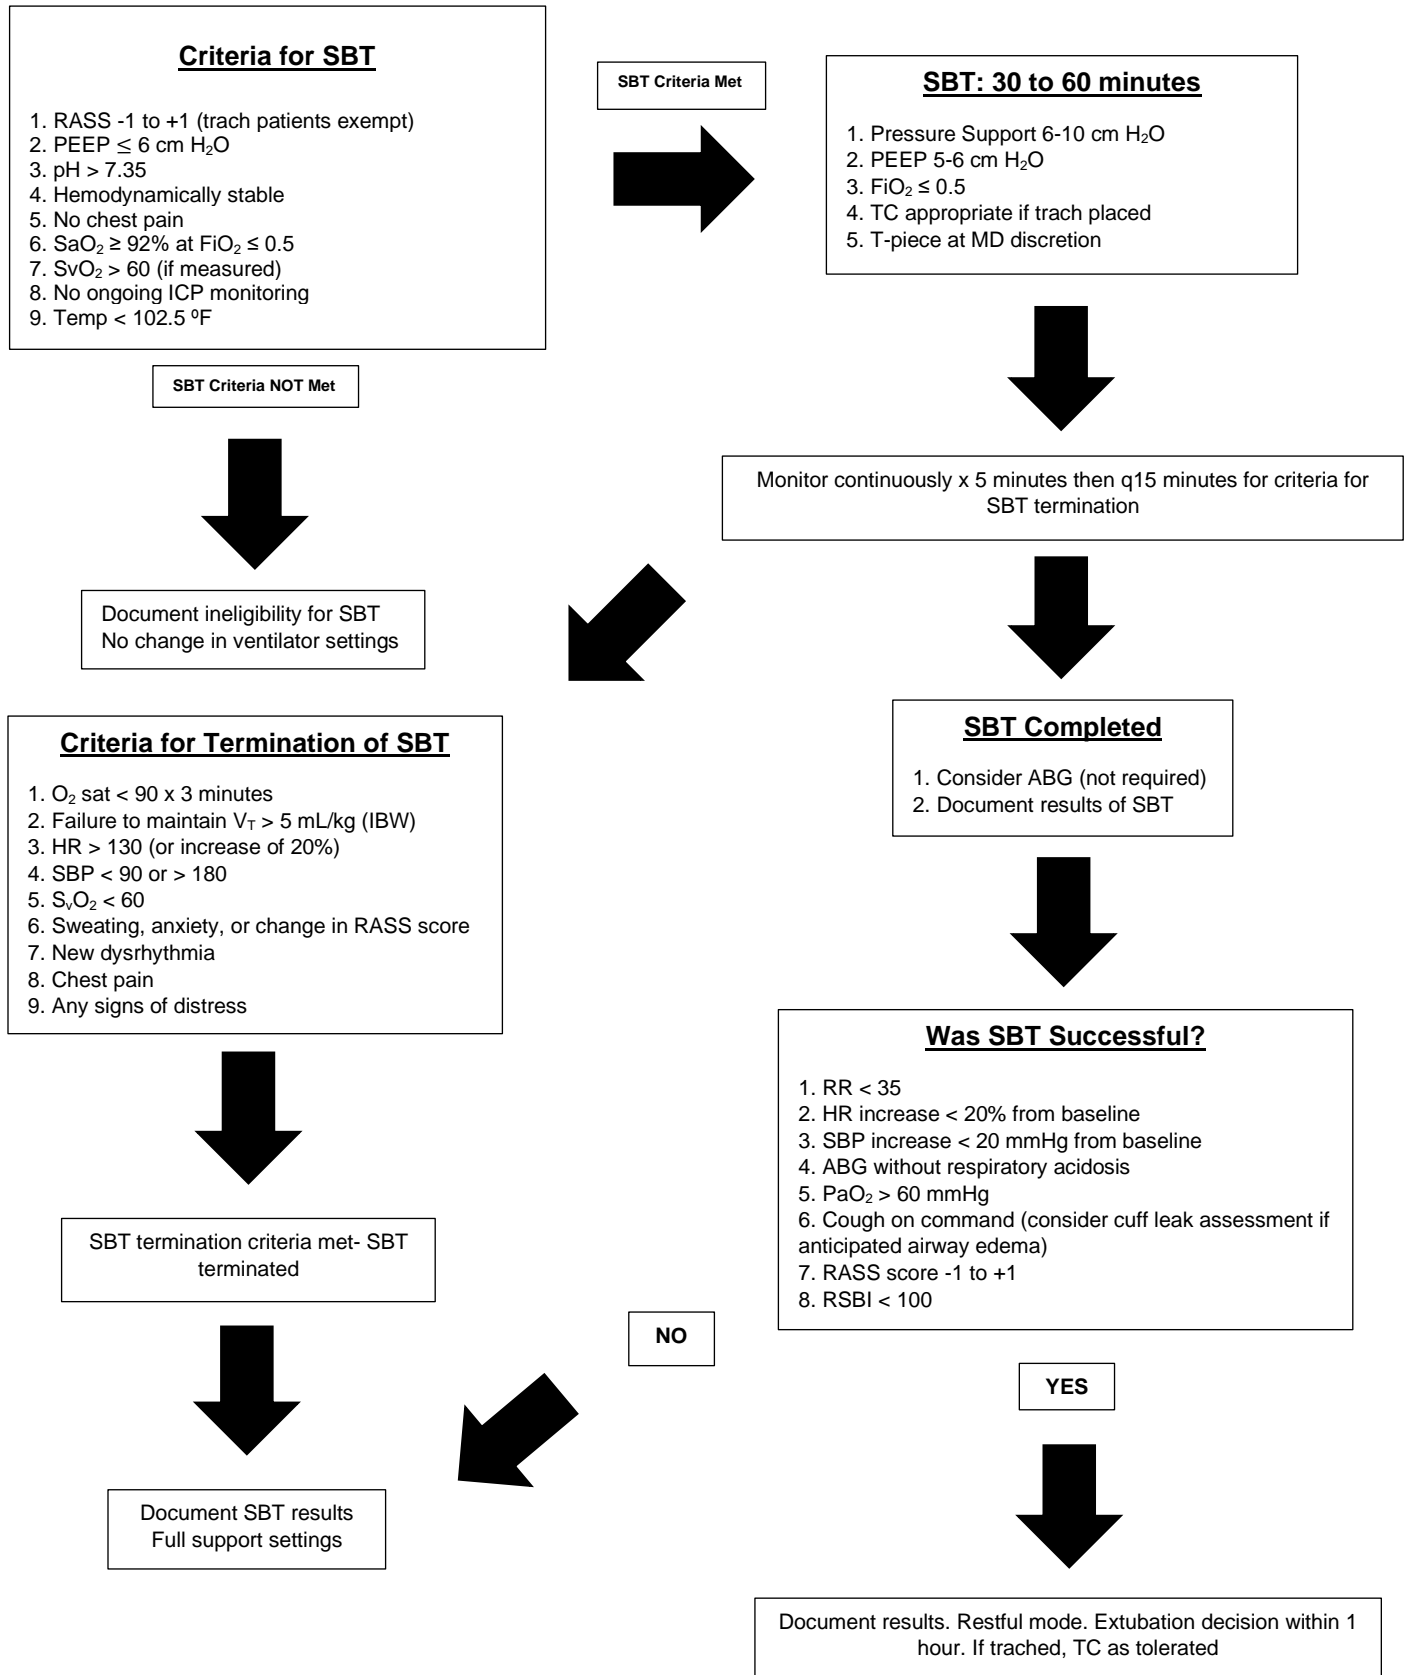 Criteria for SBT
1. RASS -1 to +1 (trach patients exempt)
2. PEEP ≤ 6 cm H₂O
3. pH > 7.35
4. Hemodynamically stable
5. No chest pain
6. SaO₂ ≥ 92% at FiO₂ ≤ 0.5
7. SvO₂ > 60 (if measured)
8. No ongoing ICP monitoring
9. Temp < 102.5 ºF
SBT Criteria Met
SBT: 30 to 60 minutes
1. Pressure Support 6-10 cm H₂O
2. PEEP 5-6 cm H₂O
3. FiO₂ ≤ 0.5
4. TC appropriate if trach placed
5. T-piece at MD discretion
SBT Criteria NOT Met
Monitor continuously x 5 minutes then q15 minutes for criteria for
SBT termination
Document ineligibility for SBT
No change in ventilator settings
Criteria for Termination of SBT
1. O₂ sat < 90 x 3 minutes
2. Failure to maintain V_T > 5 mL/kg (IBW)
3. HR > 130 (or increase of 20%)
4. SBP < 90 or > 180
5. SᵥO₂ < 60
6. Sweating, anxiety, or change in RASS score
7. New dysrhythmia
8. Chest pain
9. Any signs of distress
SBT Completed
1. Consider ABG (not required)
2. Document results of SBT
Was SBT Successful?
1. RR < 35
2. HR increase < 20% from baseline
3. SBP increase < 20 mmHg from baseline
4. ABG without respiratory acidosis
5. PaO₂ > 60 mmHg
6. Cough on command (consider cuff leak assessment if
anticipated airway edema)
7. RASS score -1 to +1
8. RSBI < 100
SBT termination criteria met- SBT
terminated
NO
YES
Document SBT results
Full support settings
Document results. Restful mode. Extubation decision within 1
hour. If trached, TC as tolerated